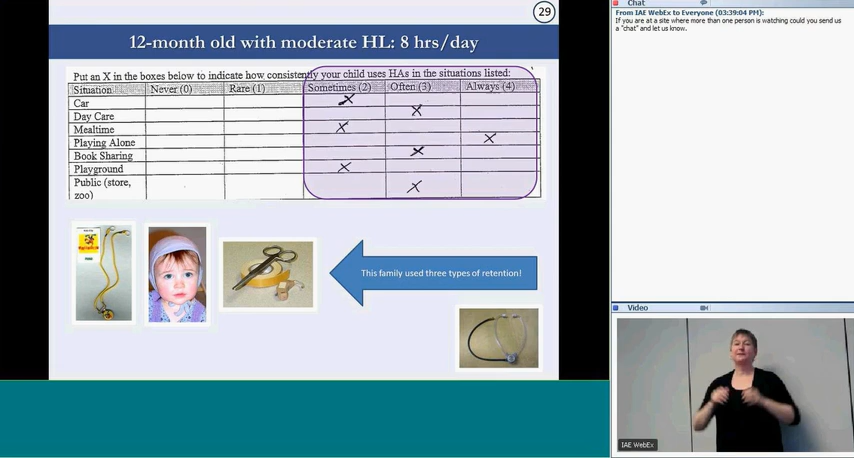 29
12-month old with moderate HL: 8 hrs/day
Put an X in the boxes below to indicate how consistently your child uses HAs in the situations listed:
Situation Never (0) Rare (1) Sometimes (2) Often (3) Always (4)
Car X
Day Care X
Mealtime X
Playing Alone X
Book Sharing X
Playground X
Public (store, X
zoo)
This family used three types of retention!
Chat
From IAE WebEx to Everyone (03:39:04 PM):
If you are at a site where more than one person is watching could you send us
a "chat" and let us know.
Video
IAE WebEx